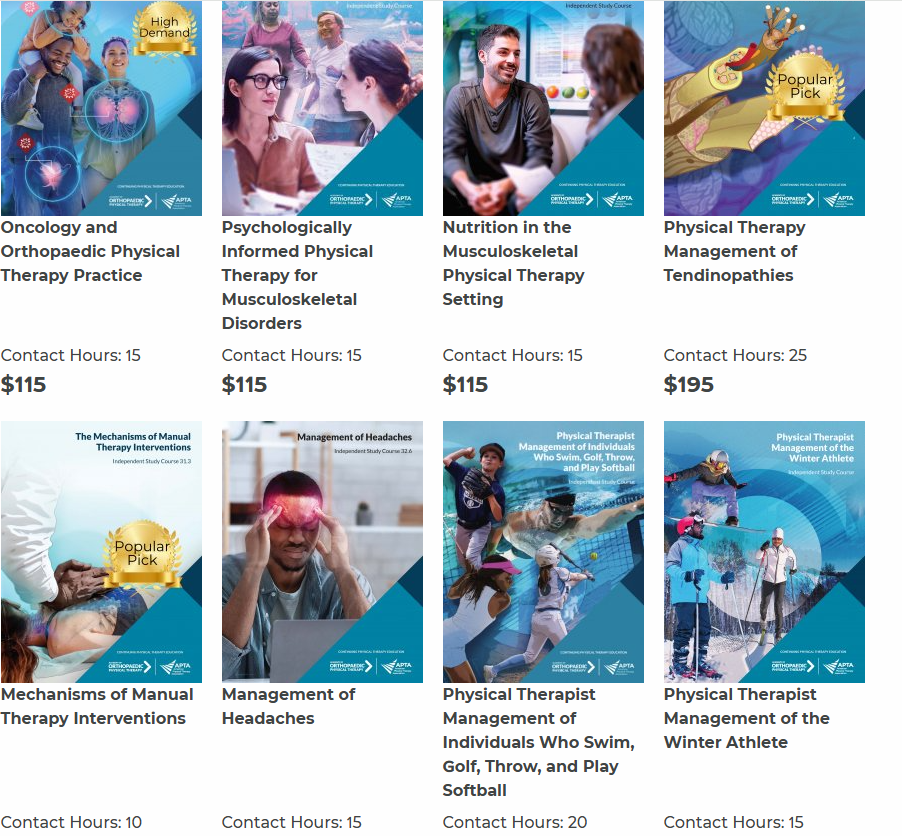 High
Demand
CONTINUING PHYSICAL THERAPY EDUCATION
ORTHOPAEDIC
PHYSICAL THERAPY
APTA
Independent Study Course
CONTINUING PHYSICAL THERAPY EDUCATION
ORTHOPAEDIC
PHYSICAL THERAPY
APTA
Independent Study Course
CONTINUING PHYSICAL THERAPY EDUCATION
ORTHOPAEDIC
PHYSICAL THERAPY
APTA
Popular
Pick
CONTINUING PHYSICAL THERAPY EDUCATION
ORTHOPAEDIC
PHYSICAL THERAPY
APTA
Oncology and
Orthopaedic Physical
Therapy Practice
Contact Hours: 15
$115
Psychologically
Informed Physical
Therapy for
Musculoskeletal
Disorders
Contact Hours: 15
$115
Nutrition in the
Musculoskeletal
Physical Therapy
Setting
Contact Hours: 15
$115
Physical Therapy
Management of
Tendinopathies
Contact Hours: 25
$195
The Mechanisms of Manual
Therapy Interventions
Independent Study Course 31.3
Popular
Pick
CONTINUING PHYSICAL THERAPY EDUCATION
ORTHOPAEDIC
PHYSICAL THERAPY
APTA
Mechanisms of Manual
Therapy Interventions
Contact Hours: 10
Management of Headaches
Independent Study Course 32.6
CONTINUING PHYSICAL THERAPY EDUCATION
ORTHOPAEDIC
PHYSICAL THERAPY
APTA
Management of
Headaches
Contact Hours: 15
Physical Therapist
Management of Individuals
Who Swim, Golf, Throw,
and Play Softball
Independent Study Course
CONTINUING PHYSICAL THERAPY EDUCATION
ORTHOPAEDIC
PHYSICAL THERAPY
APTA
Physical Therapist
Management of
Individuals Who Swim,
Golf, Throw, and Play
Softball
Contact Hours: 20
Physical Therapist
Management of the
Winter Athlete
Independent Study Course
CONTINUING PHYSICAL THERAPY EDUCATION
ORTHOPAEDIC
PHYSICAL THERAPY
APTA
Physical Therapist
Management of the
Winter Athlete
Contact Hours: 15